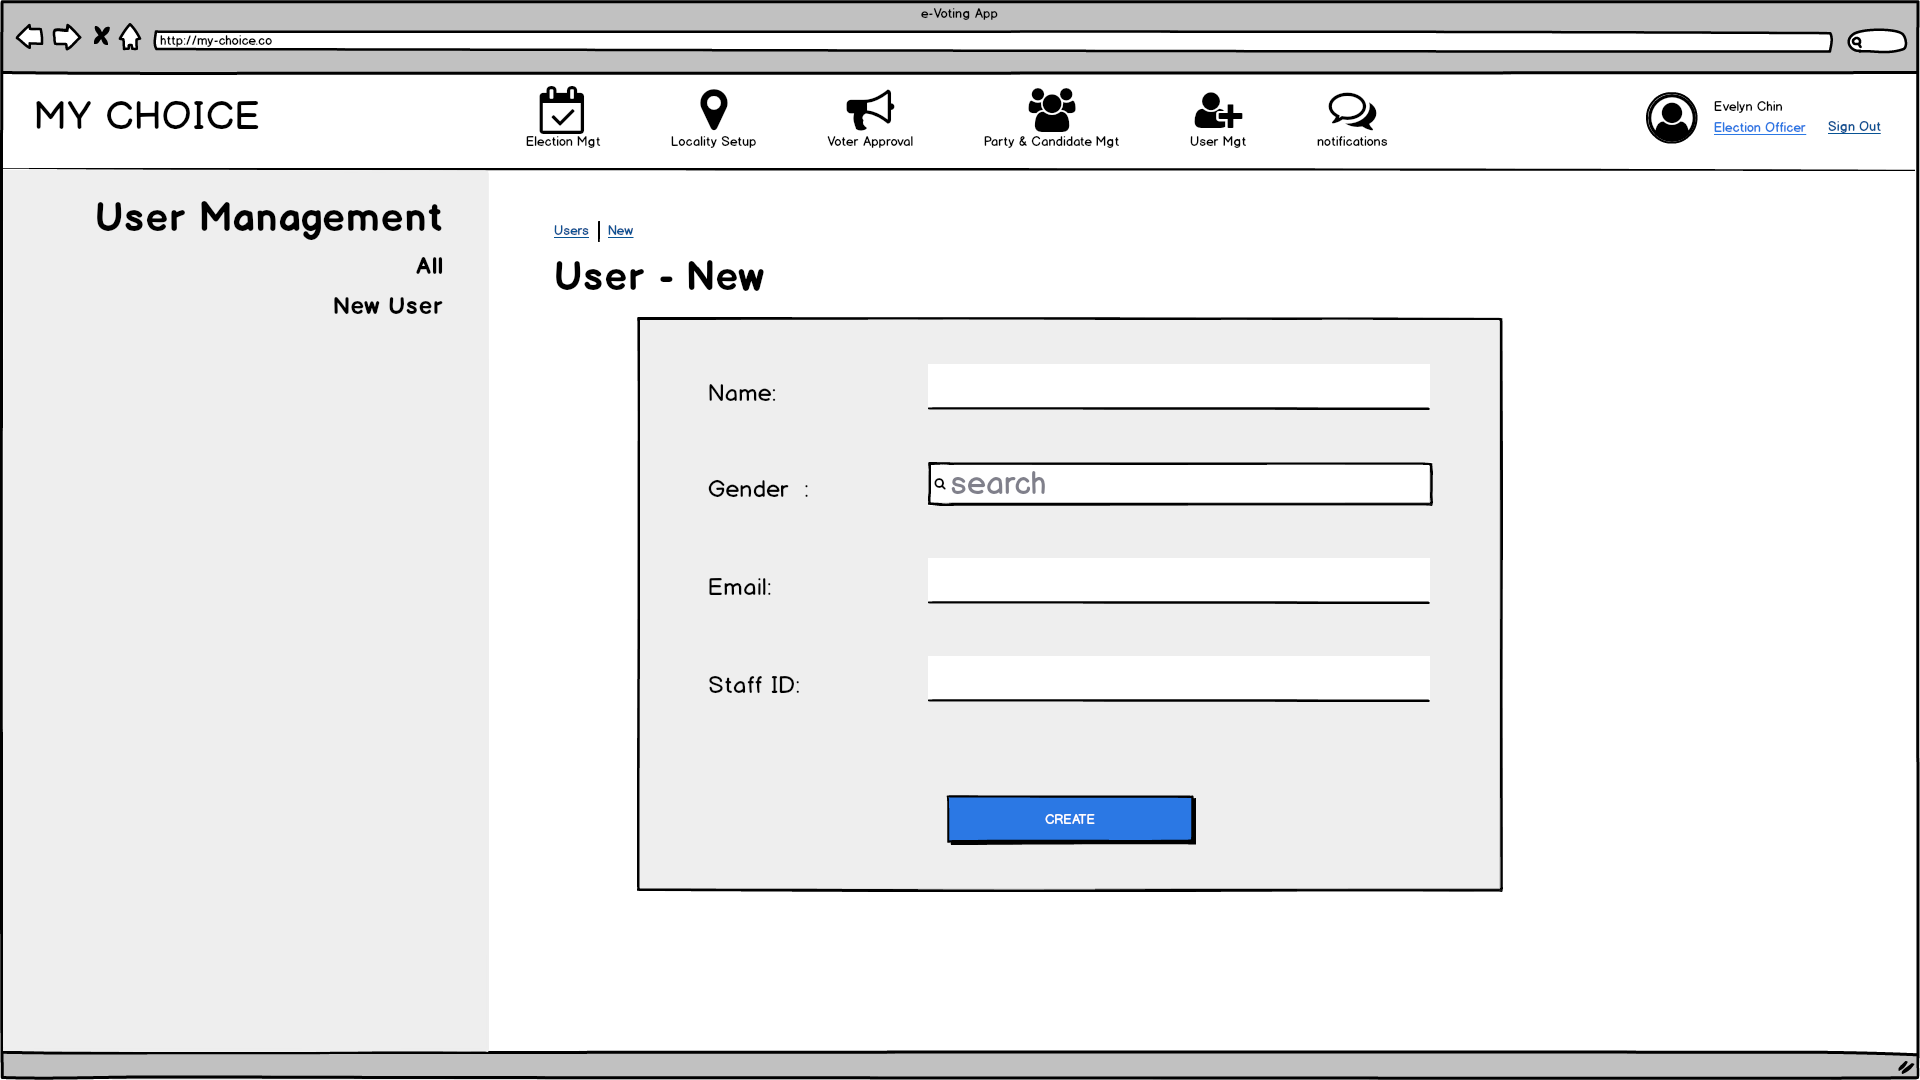 e-Voting App
http://my-choice.co
MY CHOICE
Election Mgt
Locality Setup
Voter Approval
Party & Candidate Mgt
User Mgt
notifications
Evelyn Chin
Election Officer
Sign Out
User Management
All
New User
Users | New
User - New
Name:
Gender :
search
Email:
Staff ID:
CREATE